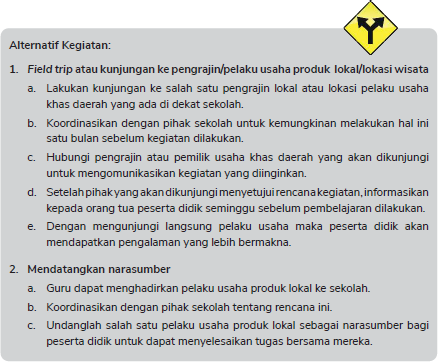 Alternatif Kegiatan:
1. Field trip atau kunjungan ke pengrajin/pelaku usaha produk lokal/lokasi wisata
a. Lakukan kunjungan ke salah satu pengrajin lokal atau lokasi pelaku usaha
khas daerah yang ada di dekat sekolah.
b. Koordinasikan dengan pihak sekolah untuk kemungkinan melakukan hal ini
satu bulan sebelum kegiatan dilakukan.
c. Hubungi pengrajin atau pemilik usaha khas daerah yang akan dikunjungi
untuk mengomunikasikan kegiatan yang diinginkan.
d. Setelah pihak yang akan dikunjungi menyetujui rencana kegiatan, informasikan
kepada orang tua peserta didik seminggu sebelum pembelajaran dilakukan.
e. Dengan mengunjungi langsung pelaku usaha maka peserta didik akan
mendapatkan pengalaman yang lebih bermakna.
2. Mendatangkan narasumber
a. Guru dapat menghadirkan pelaku usaha produk lokal ke sekolah.
b. Koordinasikan dengan pihak sekolah tentang rencana ini.
c. Undanglah salah satu pelaku usaha produk lokal sebagai narasumber bagi
peserta didik untuk dapat menyelesaikan tugas bersama mereka.